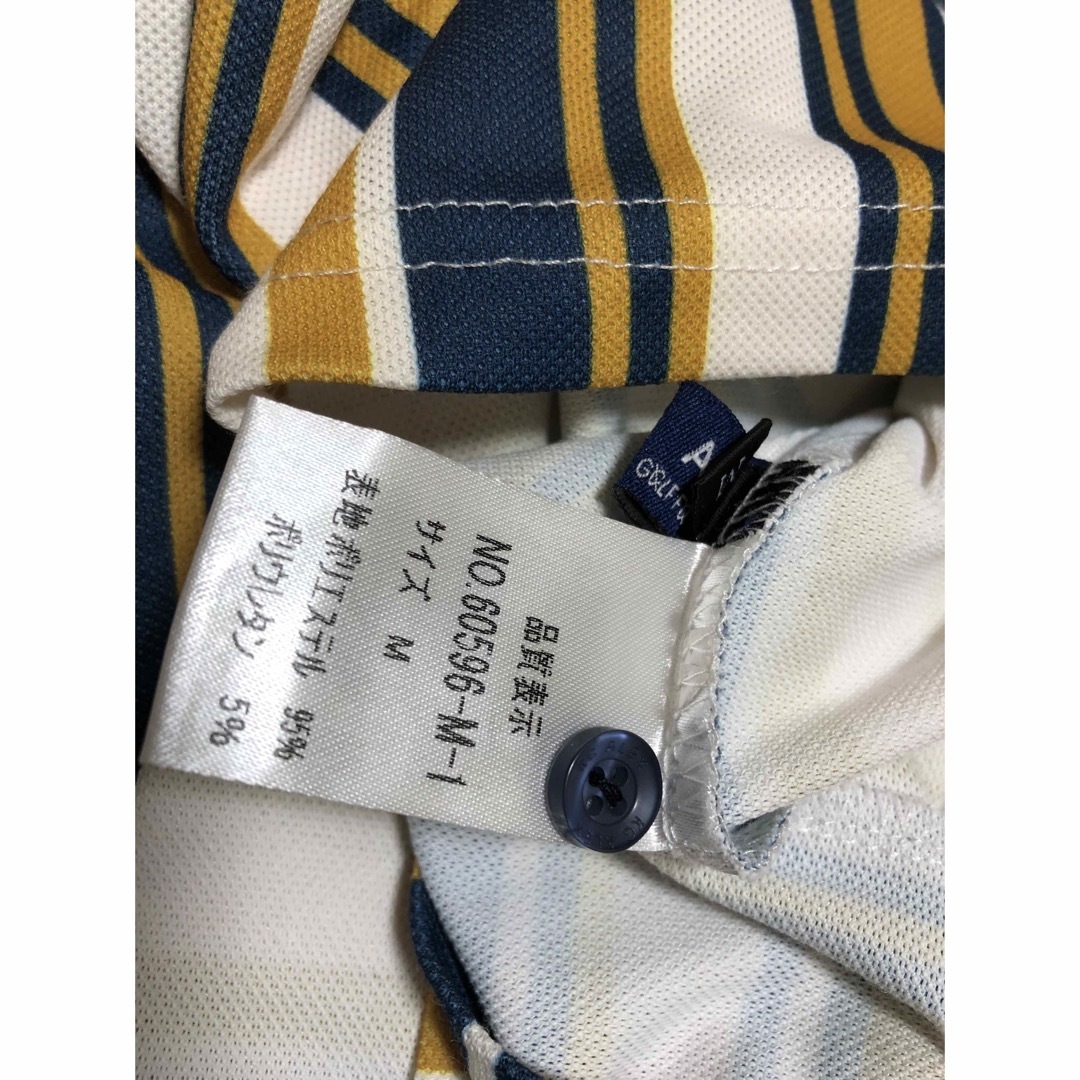 品質表示
NO.60596-M-1
サイズ M
表地 ポリエステル 95%
ポリウレタン 5%